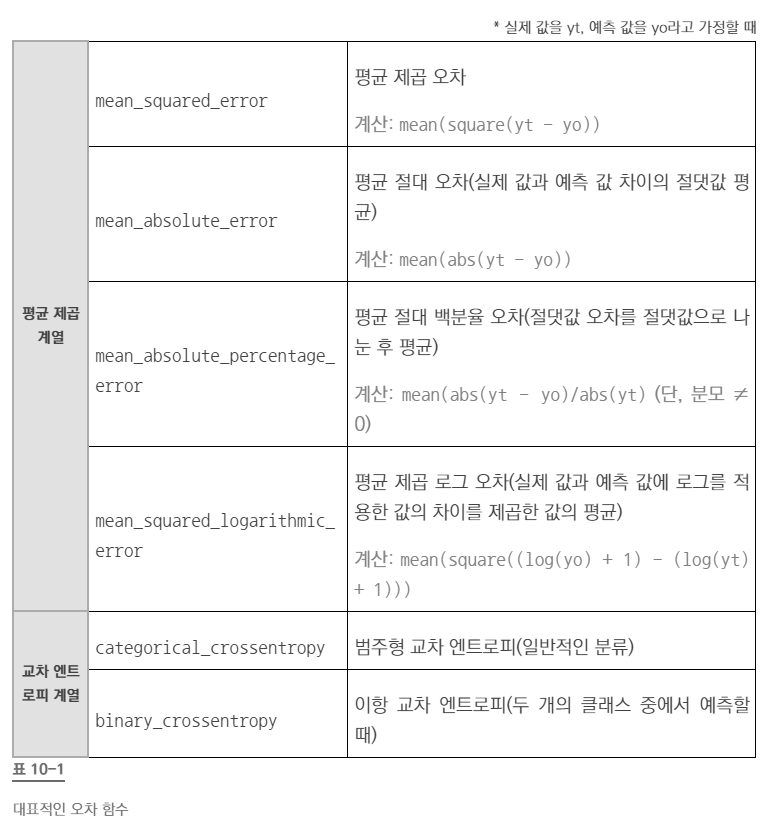 * 실제 값을 yt, 예측 값을 yo라고 가정할 때
평균 제곱
계열
mean_squared_error
평균 제곱 오차
계산: mean(square(yt - yo))
mean_absolute_error
평균 절대 오차(실제 값과 예측 값 차이의 절댓값 평
균)
계산: mean(abs(yt - yo))
mean_absolute_percentage_
error
평균 절대 백분율 오차(절댓값 오차를 절댓값으로 나
눈 후 평균)
계산: mean(abs(yt - yo)/abs(yt) (단, 분모 ≠
0)
mean_squared_logarithmic_
error
평균 제곱 로그 오차(실제 값과 예측 값에 로그를 적
용한 값의 차이를 제곱한 값의 평균)
계산: mean(square((log(yo) + 1) - (log(yt)
+ 1)))
교차 엔트
로피 계열
categorical_crossentropy
범주형 교차 엔트로피(일반적인 분류)
binary_crossentropy
이항 교차 엔트로피(두 개의 클래스 중에서 예측할
때)
표 10-1
대표적인 오차 함수